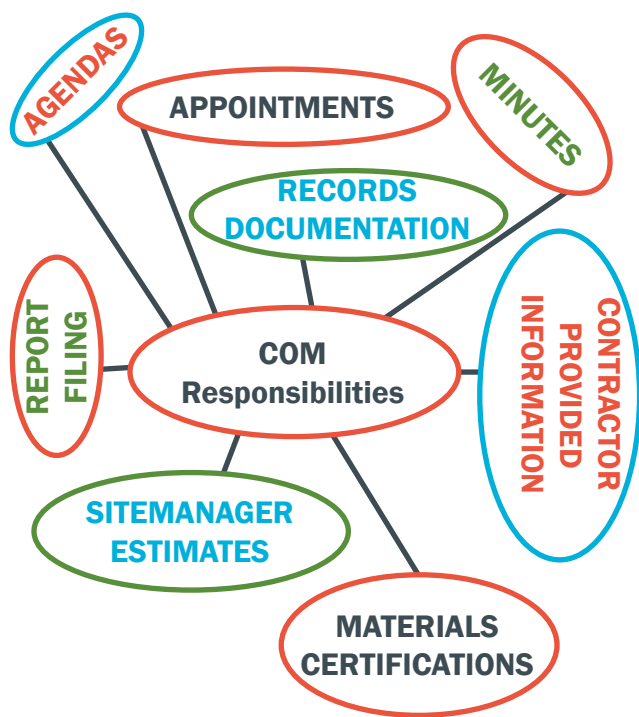 AGENDAS
APPOINTMENTS
MINUTES
RECORDS
DOCUMENTATION
REPORT
FILING
COM
Responsibilities
CONTRACTOR
PROVIDED
INFORMATION
SITEMANAGER
ESTIMATES
MATERIALS
CERTIFICATIONS